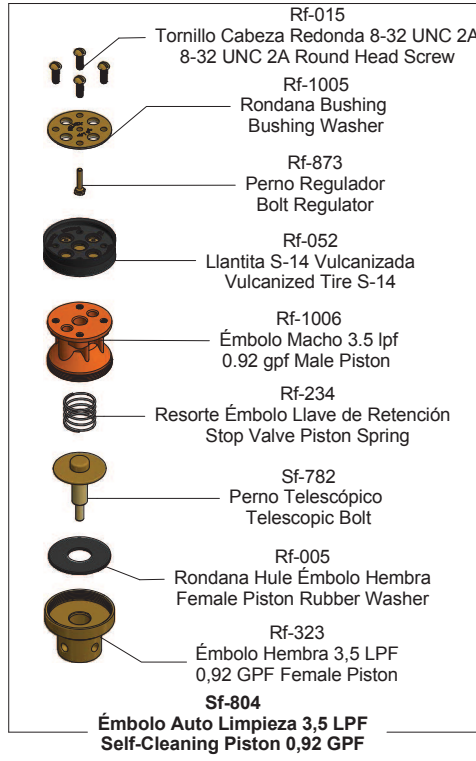 Rf-015
Tornillo Cabeza Redonda 8-32 UNC 2A
8-32 UNC 2A Round Head Screw
Rf-1005
Rondana Bushing
Bushing Washer
Rf-873
Perno Regulador
Bolt Regulator
Rf-052
Llantita S-14 Vulcanizada
Vulcanized Tire S-14
Rf-1006
Émbolo Macho 3.5 lpf
0.92 gpf Male Piston
Rf-234
Resorte Émbolo Llave de Retención
Stop Valve Piston Spring
Sf-782
Perno Telescópico
Telescopic Bolt
Rf-005
Rondana Hule Émbolo Hembra
Female Piston Rubber Washer
Rf-323
Émbolo Hembra 3,5 LPF
0,92 GPF Female Piston
Sf-804
Émbolo Auto Limpieza 3,5 LPF
Self-Cleaning Piston 0,92 GPF